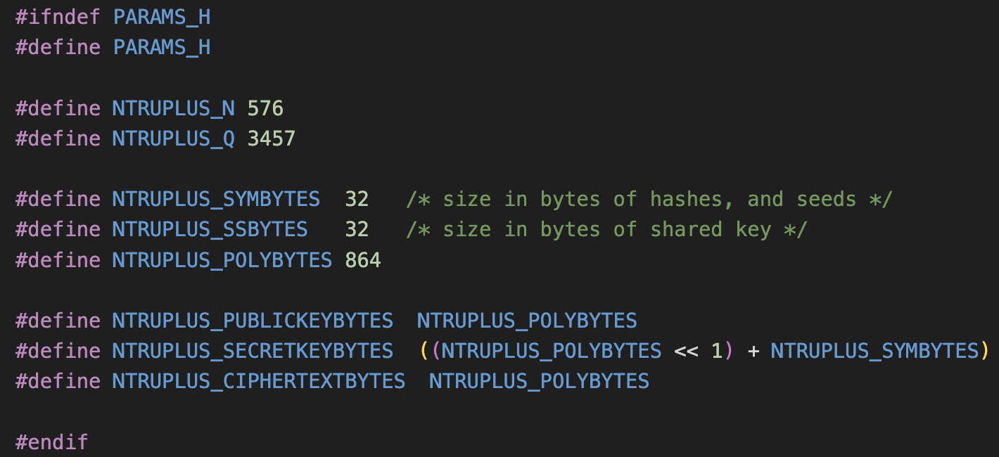 #ifndef PARAMS_H
#define PARAMS_H
#define NTRUPLUS_N 576
#define NTRUPLUS_Q 3457
#define NTRUPLUS_SYMBYTES  32   /* size in bytes of hashes, and seeds */
#define NTRUPLUS_SSBYTES   32   /* size in bytes of shared key */
#define NTRUPLUS_POLYBYTES 864
#define NTRUPLUS_PUBLICKEYBYTES  NTRUPLUS_POLYBYTES
#define NTRUPLUS_SECRETKEYBYTES  ((NTRUPLUS_POLYBYTES << 1) + NTRUPLUS_SYMBYTES)
#define NTRUPLUS_CIPHERTEXTBYTES  NTRUPLUS_POLYBYTES
#endif